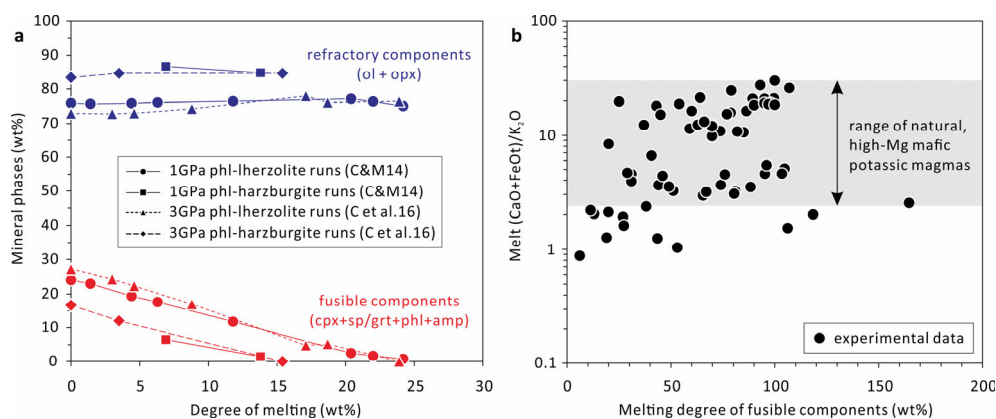 a
100
90
80
70
60
50
40
30
20
10
0
Mineral phases (wt%)
refractory components
(ol + opx)
1GPa phl-lherzolite runs (C&M14)
1GPa phl-harzburgite runs (C&M14)
3GPa phl-lherzolite runs (C et al.16)
3GPa phl-harzburgite runs (C et al.16)
fusible components
(cpx+sp/grt+phl+amp)
0 5 10 15 20 25 30
Degree of melting (wt%)
b
100
10
1
0.1
Melt (CaO+FeOt)/K2O
range of natural,
high-Mg mafic
potassic magmas
experimental data
0 50 100 150 200
Melting degree of fusible components (wt%)